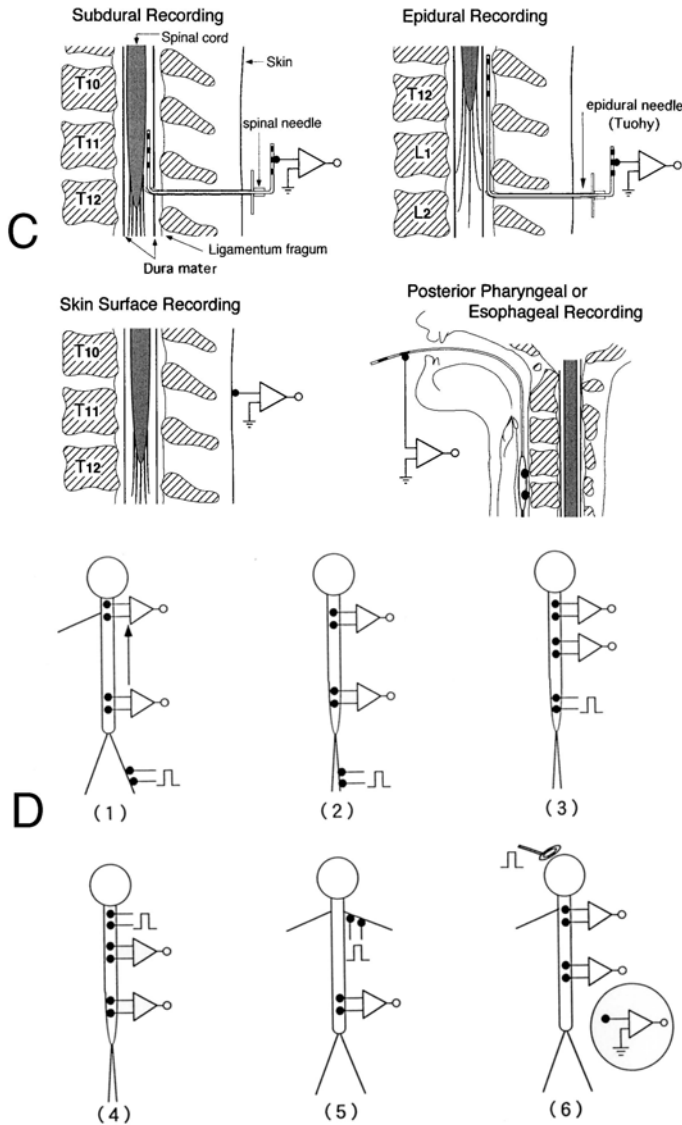 Subdural Recording
Spinal cord
T10
Skin
spinal needle
T11
T12
Ligamentum fragum
Dura mater
Epidural Recording
T12
epidural needle
(Tuohy)
L1
L2
C
Skin Surface Recording
T10
T11
T12
Posterior Pharyngeal or
Esophageal Recording
D
(1)
(2)
(3)
(4)
(5)
(6)